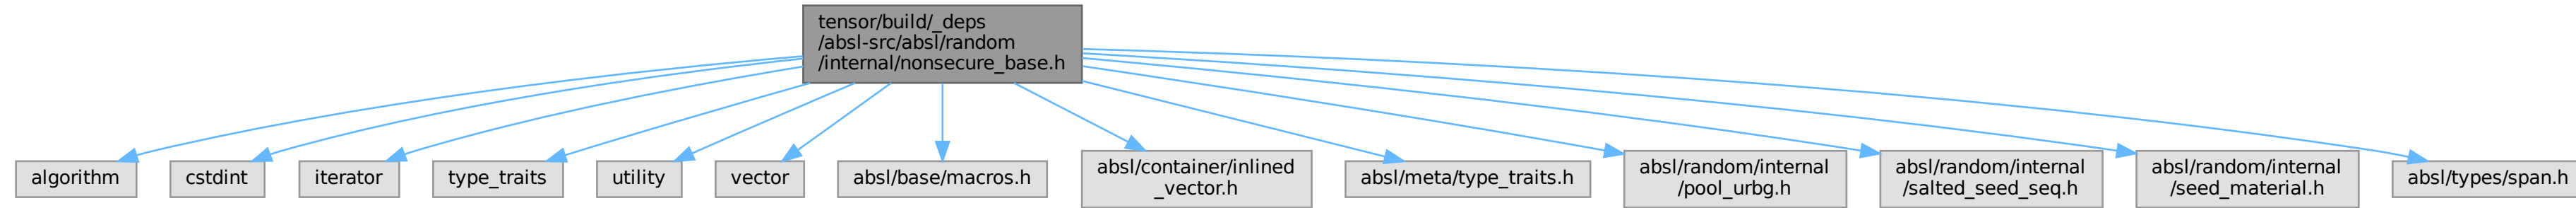 tensor/build/_deps
/absl-src/absl/random
/internal/nonsecure_base.h
algorithm
cstdint
iterator
type_traits
utility
vector
absl/base/macros.h
absl/container/inlined
_vector.h
absl/meta/type_traits.h
absl/random/internal
/pool_urbg.h
absl/random/internal
/salted_seed_seq.h
absl/random/internal
/seed_material.h
absl/types/span.h